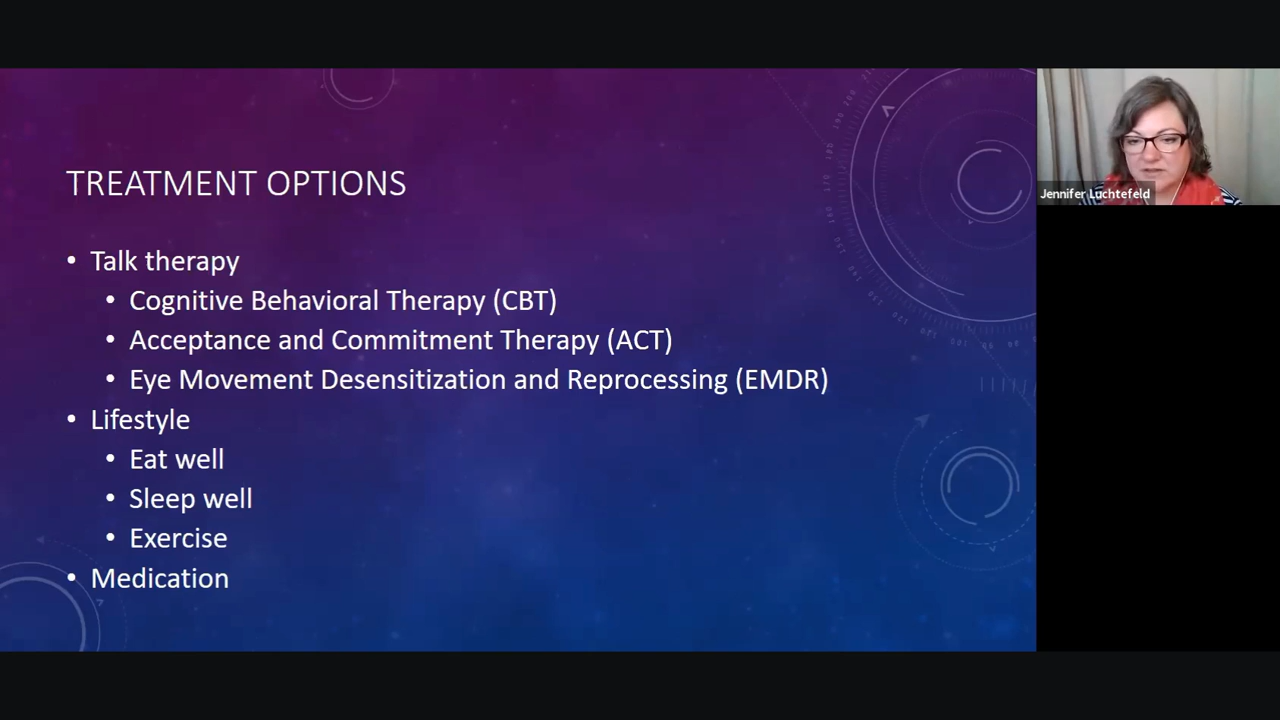 TREATMENT OPTIONS
• Talk therapy
• Cognitive Behavioral Therapy (CBT)
• Acceptance and Commitment Therapy (ACT)
• Eye Movement Desensitization and Reprocessing (EMDR)
• Lifestyle
• Eat well
• Sleep well
• Exercise
• Medication
Jennifer Luchtefeld